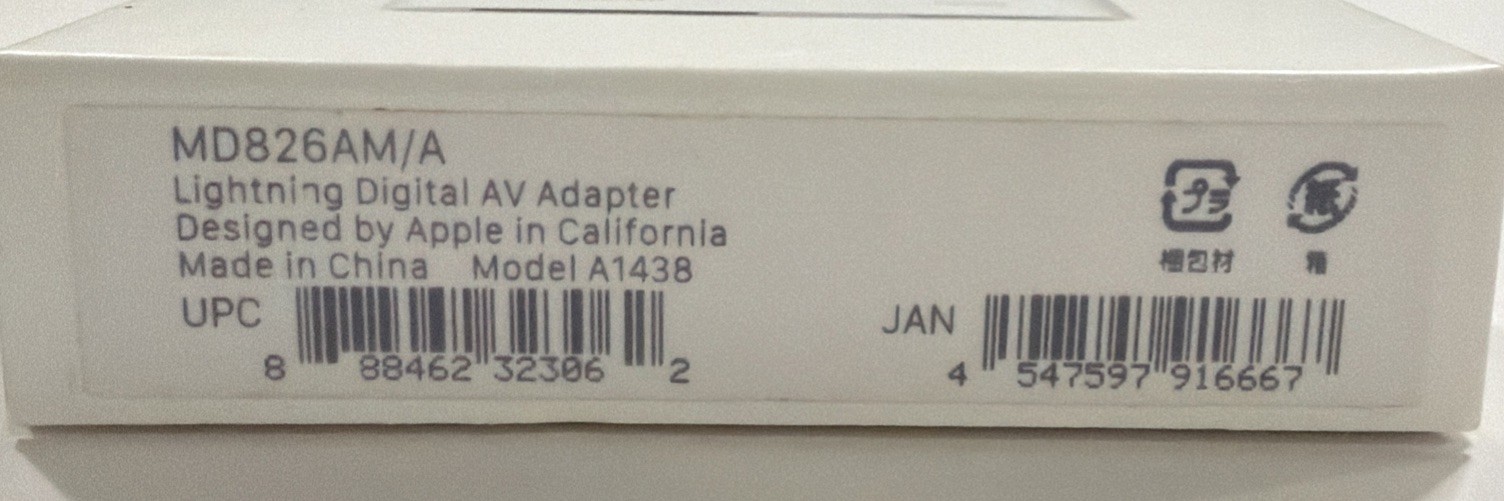 MD826AM/A
Lightning Digital AV Adapter
Designed by Apple in California
Made in China Model A1438
UPC
8 88462 32306 2
JAN
4 547597 916667
プラ 紙
梱包材 箱